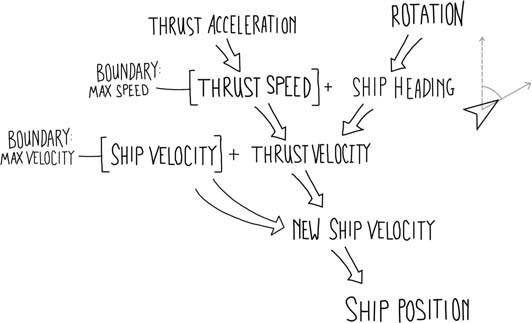 THRUST ACCELERATION
ROTATION
BOUNDARY:
MAX SPEED
[THRUST SPEED] + SHIP HEADING
BOUNDARY:
MAX VELOCITY
[SHIP VELOCITY] + THRUST VELOCITY
NEW SHIP VELOCITY
SHIP POSITION